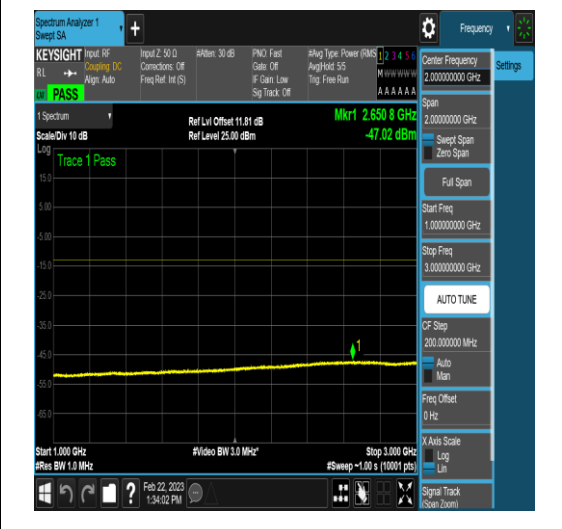 Spectrum Analyzer 1
Swept SA
+
Frequency
KEYSIGHT Input: RF Input Z: 50 Ω #Atten: 30 dB PNO: Fast #Avg Type: Power (RMS 1 2 3 4 5 6
RL Coupling: DC Corrections: Off Gate: Off Avg|Hold: 5/5 M W W W W W
Align: Auto Freq Ref: Int (S) IF Gain: Low Trig: Free Run
Sig Track: Off A A A A A A
PASS
1 Spectrum
Scale/Div 10 dB
Ref Lvl Offset 11.81 dB
Ref Level 25.00 dBm
Mkr1 2.650 8 GHz
-47.02 dBm
Log
Trace 1 Pass
15.0
5.00
-5.00
-15.0
-25.0
-35.0
-45.0
-55.0
-65.0
1
Start 1.000 GHz #Video BW 3.0 MHz* Stop 3.000 GHz
#Res BW 1.0 MHz #Sweep ~1.00 s (10001 pts)
?
Feb 22, 2023
1:34:02 PM
Center Frequency
2.000000000 GHz
Settings
Span
2.00000000 GHz
Swept Span
Zero Span
Full Span
Start Freq
1.000000000 GHz
Stop Freq
3.000000000 GHz
AUTO TUNE
CF Step
200.000000 MHz
Auto
Man
Freq Offset
0 Hz
X Axis Scale
Log
Lin
Signal Track
(Span Zoom)